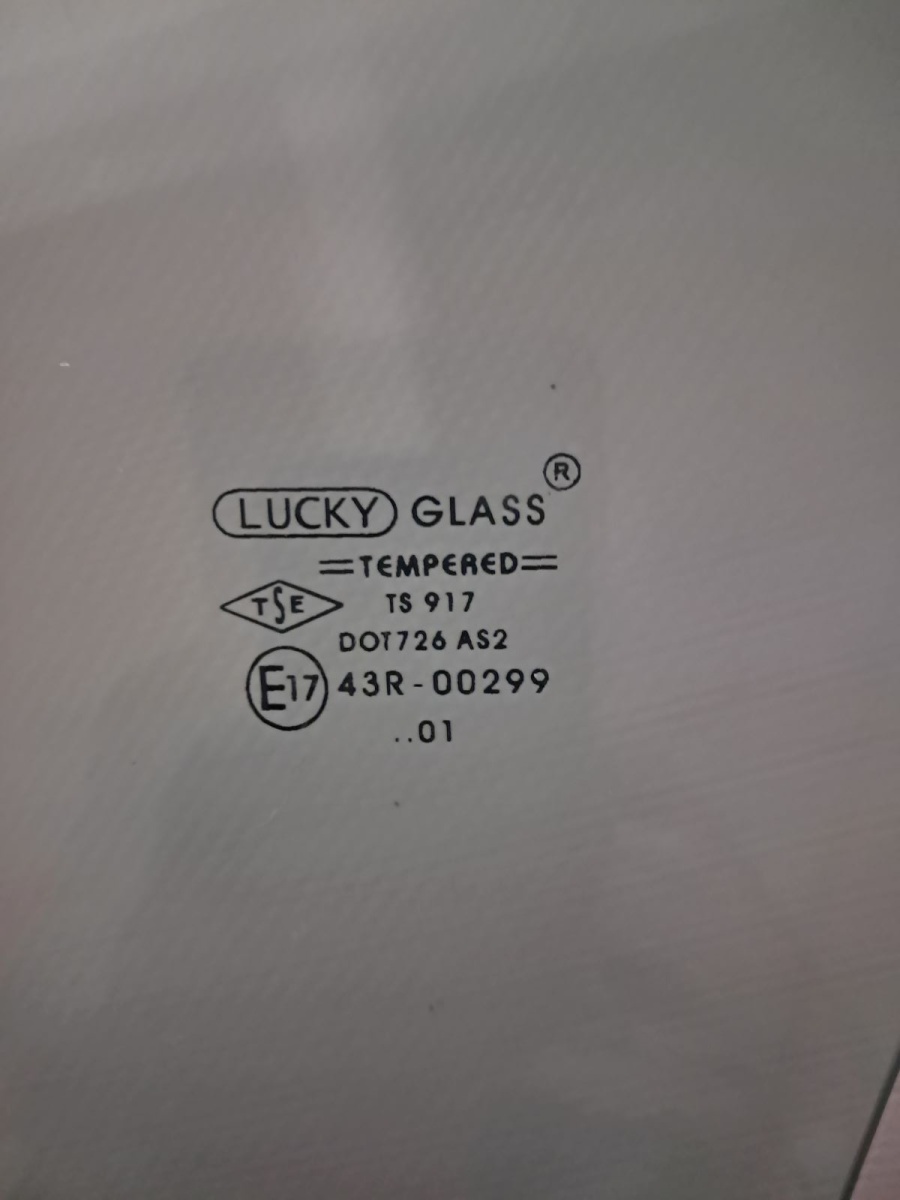 LUCKY GLASS ®
=TEMPERED=
TSE TS 917
DOT726 AS2
E17 43R-00299
..01